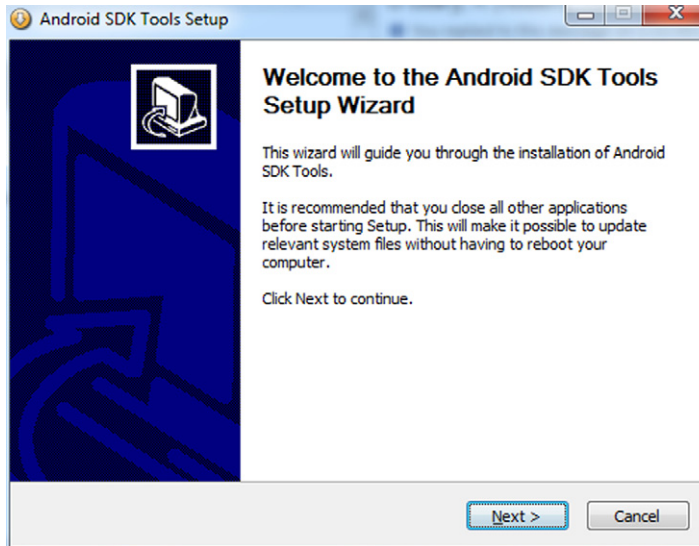 Android SDK Tools Setup
Welcome to the Android SDK Tools
Setup Wizard
This wizard will guide you through the installation of Android
SDK Tools.
It is recommended that you close all other applications
before starting Setup. This will make it possible to update
relevant system files without having to reboot your
computer.
Click Next to continue.
Next >
Cancel